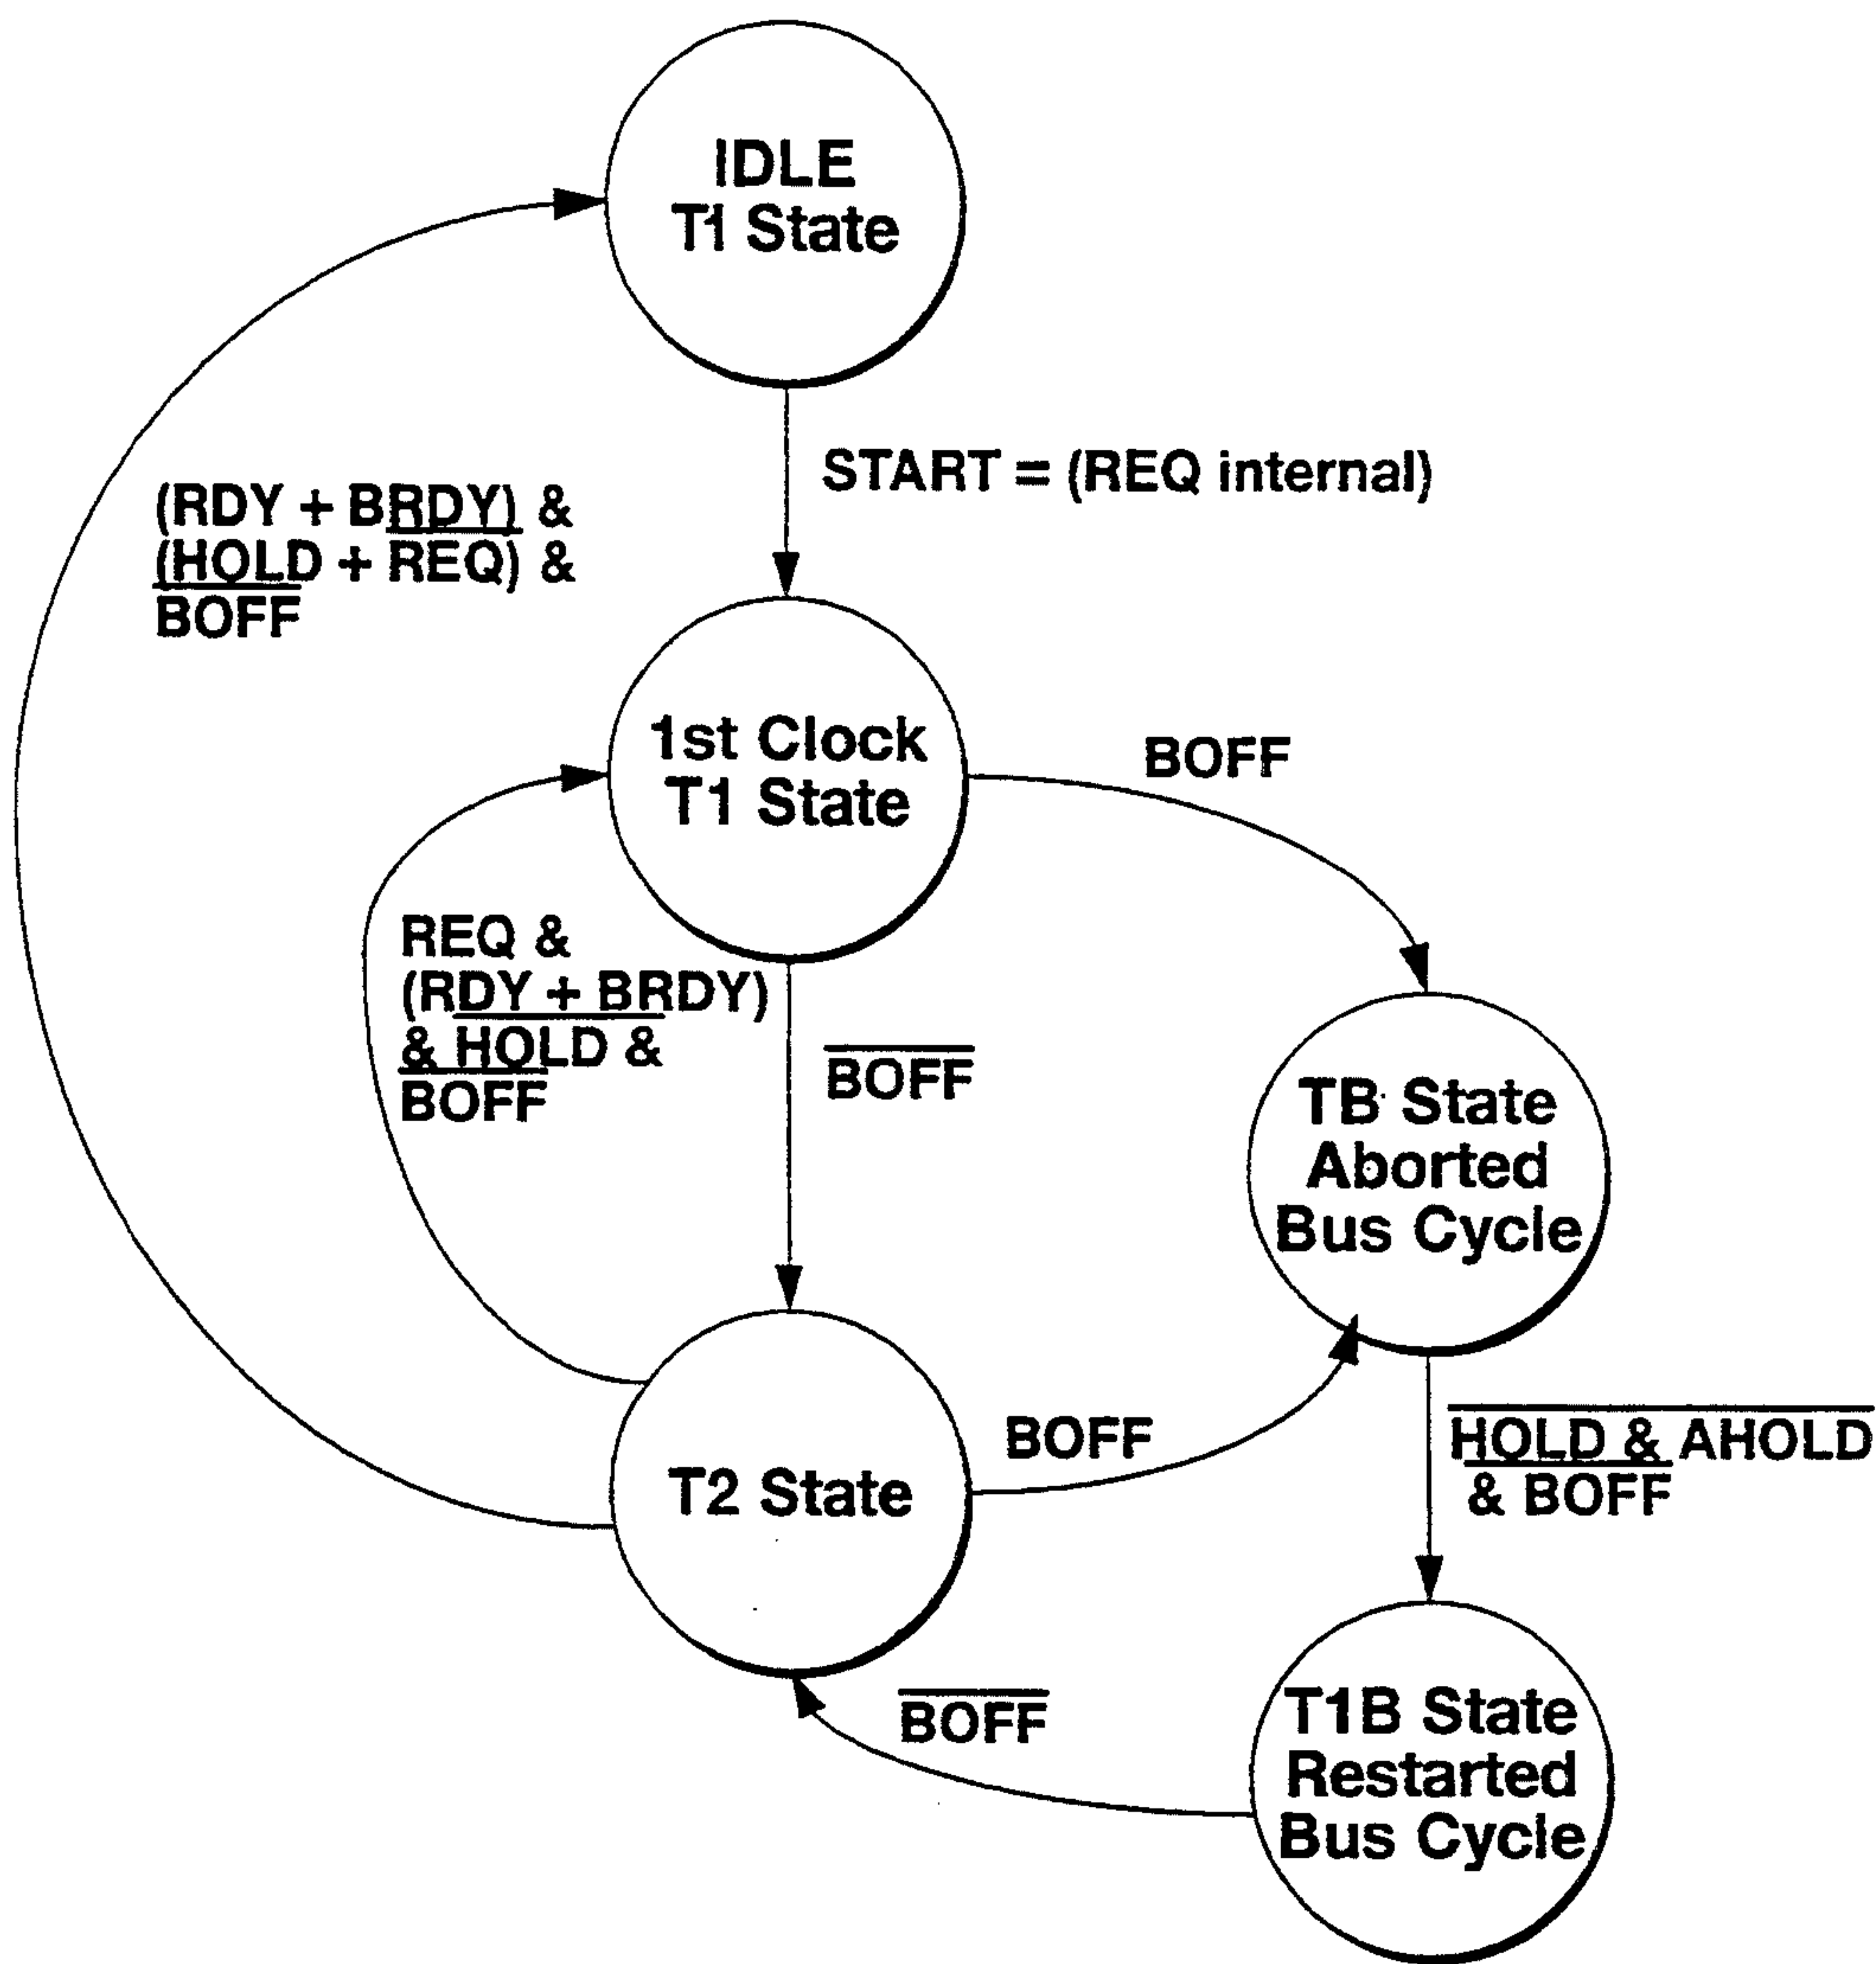 IDLE
T1 State
START = (REQ internal)
(RDY + BRDY) &
(HOLD + REQ) &
BOFF
1st Clock
T1 State
BOFF
REQ &
(RDY + BRDY)
& HOLD &
BOFF
BOFF
TB State
Aborted
Bus Cycle
HOLD & AHOLD
& BOFF
BOFF
T2 State
BOFF
T1B State
Restarted
Bus Cycle